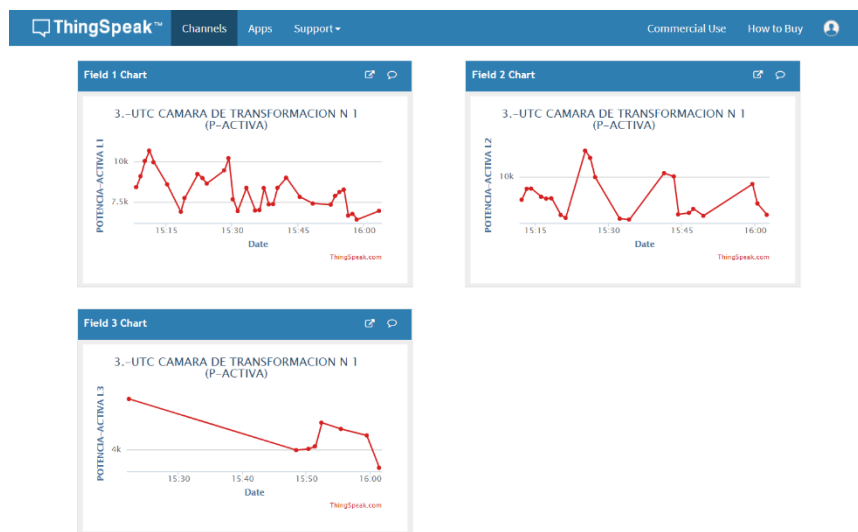 ThingSpeak™ Channels Apps Support Commercial Use How to Buy
Field 1 Chart
3.-UTC CAMARA DE TRANSFORMACION N 1
(P-ACTIVA)
POTENCIA-ACTIVA L1
10k
7.5k
15:15 15:30 15:45 16:00
Date
ThingSpeak.com
Field 2 Chart
3.-UTC CAMARA DE TRANSFORMACION N 1
(P-ACTIVA)
POTENCIA-ACTIVA L2
10k
15:15 15:30 15:45 16:00
Date
ThingSpeak.com
Field 3 Chart
3.-UTC CAMARA DE TRANSFORMACION N 1
(P-ACTIVA)
POTENCIA-ACTIVA L3
4k
15:30 15:40 15:50 16:00
Date
ThingSpeak.com